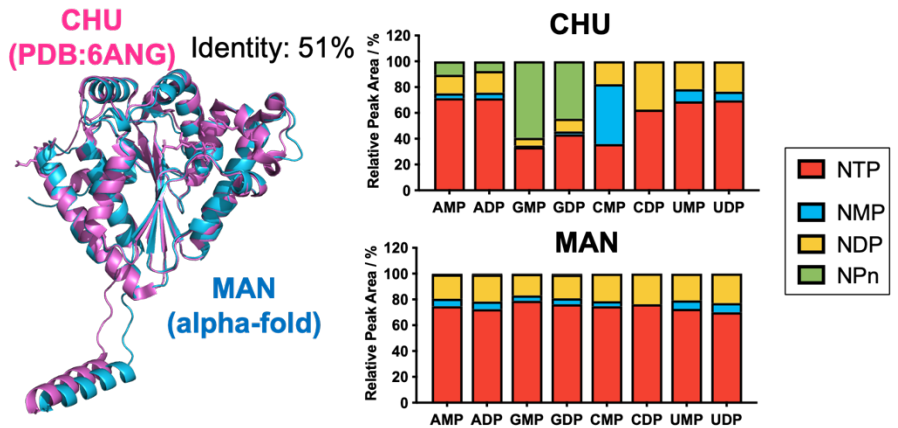 CHU
(PDB:6ANG)
Identity: 51%
MAN
(alpha-fold)
CHU
Relative Peak Area / %
120
100
80
60
40
20
0
AMP ADP GMP GDP CMP CDP UMP UDP
MAN
Relative Peak Area / %
120
100
80
60
40
20
0
AMP ADP GMP GDP CMP CDP UMP UDP
NTP
NMP
NDP
NPn